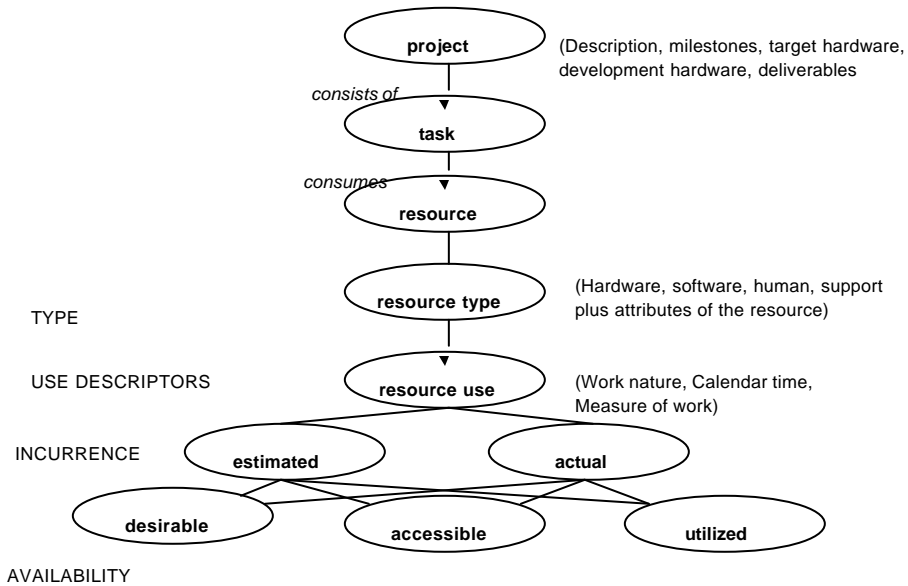 project
(Description, milestones, target hardware,
development hardware, deliverables
consists of
task
consumes
resource
resource type
(Hardware, software, human, support
plus attributes of the resource)
TYPE
USE DESCRIPTORS
resource use
(Work nature, Calendar time,
Measure of work)
INCURRENCE
estimated
actual
desirable
accessible
utilized
AVAILABILITY